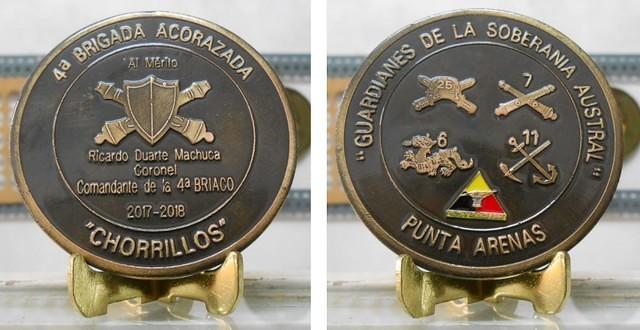 4ª BRIGADA ACORAZADA
Al Mérito
Ricardo Duarte Machuca
Coronel
Comandante de la 4ª BRIACO
2017-2018
"CHORRILLOS"
"GUARDIANES DE LA SOBERANIA AUSTRAL"
25
7
6
11
PUNTA ARENAS